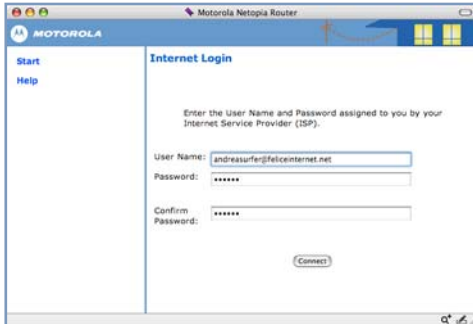 Motorola Netopia Router
MOTOROLA
Start
Help
Internet Login
Enter the User Name and Password assigned to you by your
Internet Service Provider (ISP).
User Name: andreasurfer@feliceinternet.net
Password: ••••••
Confirm
Password: ••••••
Connect